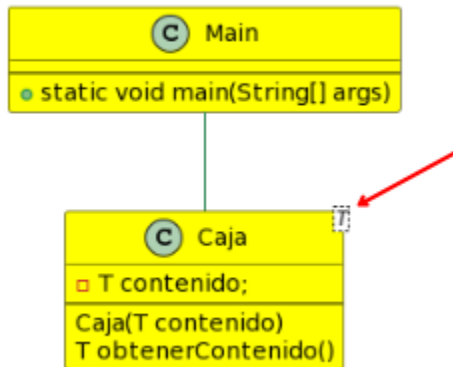 C Main
static void main(String[] args)
T
C Caja
T contenido;
Caja(T contenido)
T obtenerContenido()